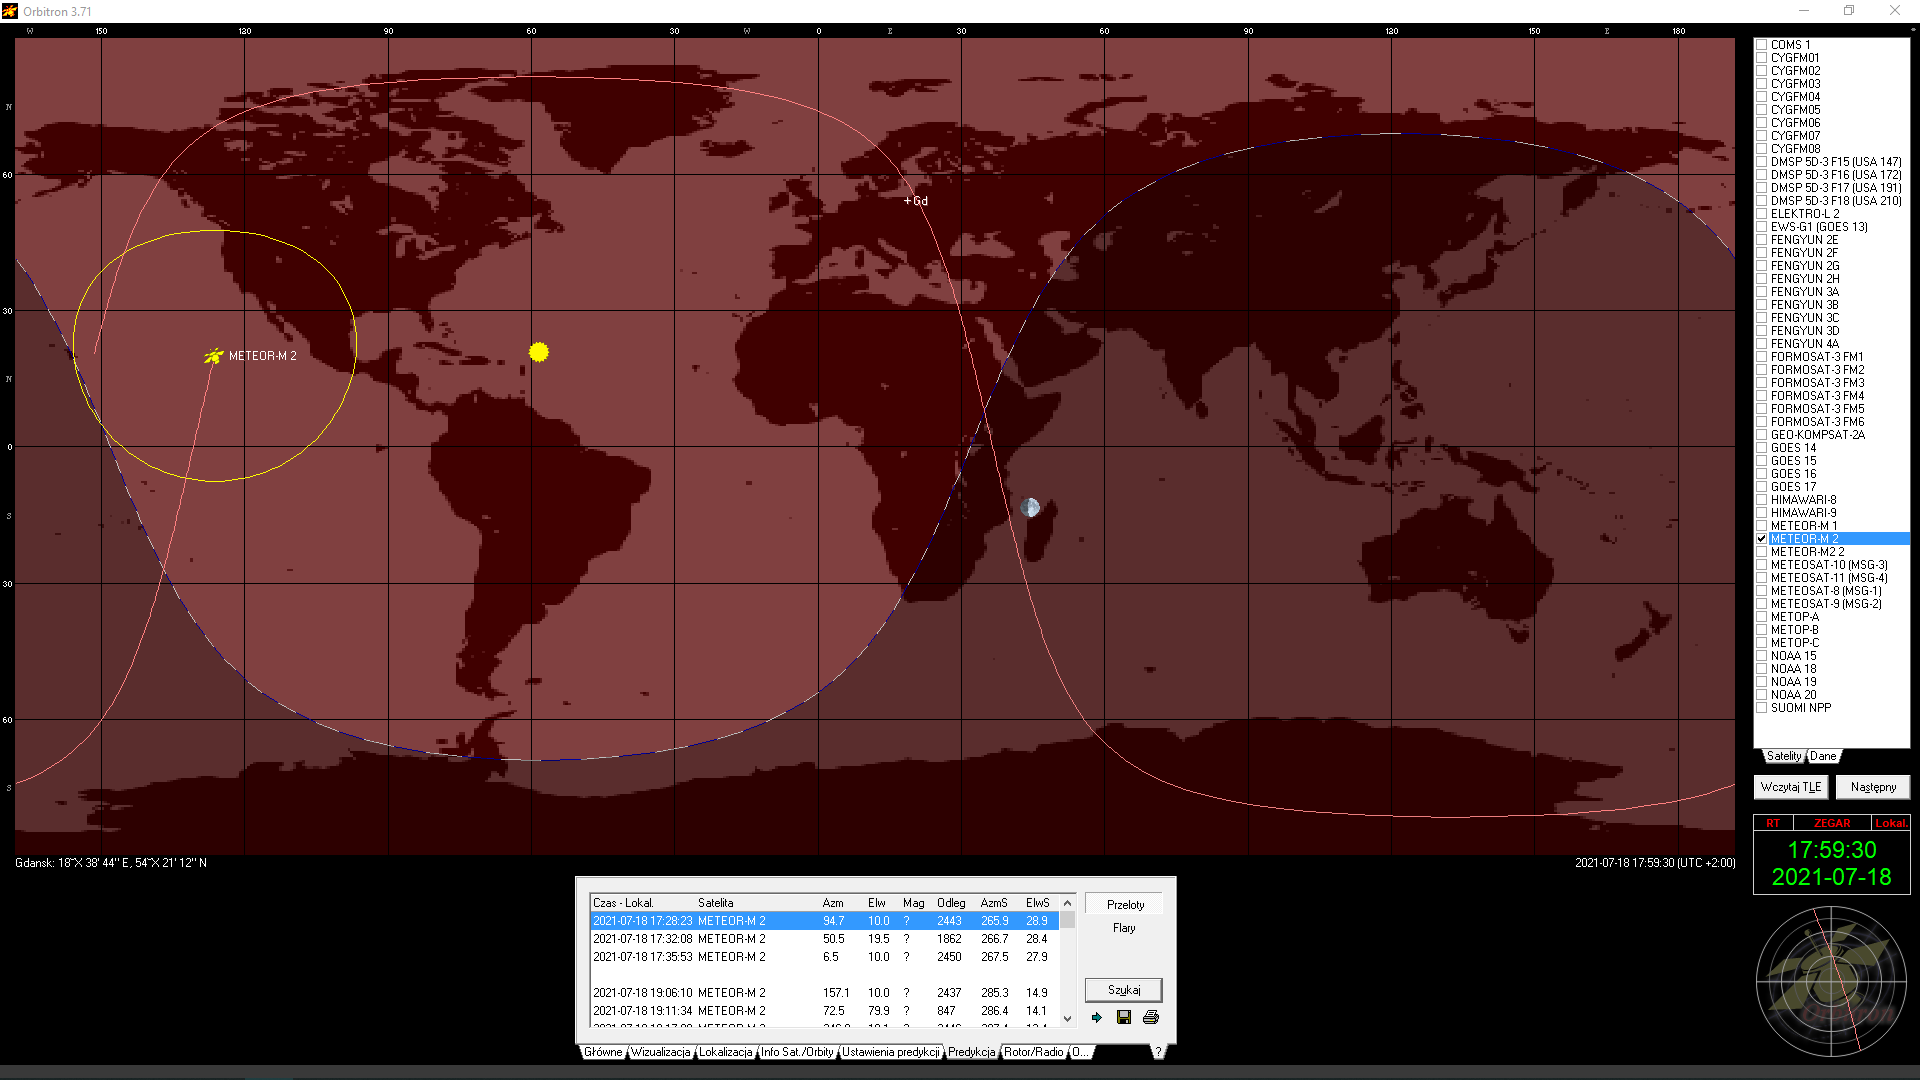 Orbitron 3.71
W 150 120 90 60 W 30 0 E 30 60 90 120 150 E 180
N
60
30
N
0
S
30
60
S
+Gd
METEOR-M 2
Gdansk: 18°X 38' 44'' E, 54°X 21' 12'' N
2021-07-18 17:59:30 (UTC +2:00)
COMS 1
CYGFM01
CYGFM02
CYGFM03
CYGFM04
CYGFM05
CYGFM06
CYGFM07
CYGFM08
DMSP 5D-3 F15 (USA 147)
DMSP 5D-3 F16 (USA 172)
DMSP 5D-3 F17 (USA 191)
DMSP 5D-3 F18 (USA 210)
ELEKTRO-L 2
EWS-G1 (GOES 13)
FENGYUN 2E
FENGYUN 2F
FENGYUN 2G
FENGYUN 2H
FENGYUN 3A
FENGYUN 3B
FENGYUN 3C
FENGYUN 3D
FENGYUN 4A
FORMOSAT-3 FM1
FORMOSAT-3 FM2
FORMOSAT-3 FM3
FORMOSAT-3 FM4
FORMOSAT-3 FM5
FORMOSAT-3 FM6
GEO-KOMPSAT-2A
GOES 14
GOES 15
GOES 16
GOES 17
HIMAWARI-8
HIMAWARI-9
METEOR-M 1
METEOR-M 2
METEOR-M2 2
METEOSAT-10 (MSG-3)
METEOSAT-11 (MSG-4)
METEOSAT-8 (MSG-1)
METEOSAT-9 (MSG-2)
METOP-A
METOP-B
METOP-C
NOAA 15
NOAA 18
NOAA 19
NOAA 20
SUOMI NPP
Satelity Dane
Wczytaj TLE Następny
RT ZEGAR Lokal.
17:59:30
2021-07-18
Czas - Lokal. Satelita Azm Elw Mag Odleg AzmS ElwS
2021-07-18 17:28:23 METEOR-M 2 94.7 10.0 ? 2443 265.9 28.9
2021-07-18 17:32:08 METEOR-M 2 50.5 19.5 ? 1862 266.7 28.4
2021-07-18 17:35:53 METEOR-M 2 6.5 10.0 ? 2450 267.5 27.9
2021-07-18 19:06:10 METEOR-M 2 157.1 10.0 ? 2437 285.3 14.9
2021-07-18 19:11:34 METEOR-M 2 72.5 79.9 ? 847 286.4 14.1
Przeloty
Flary
Szukaj
Główne Wizualizacja Lokalizacja Info Sat./Orbity Ustawienia predykcji Predykcja Rotor/Radio O... ?